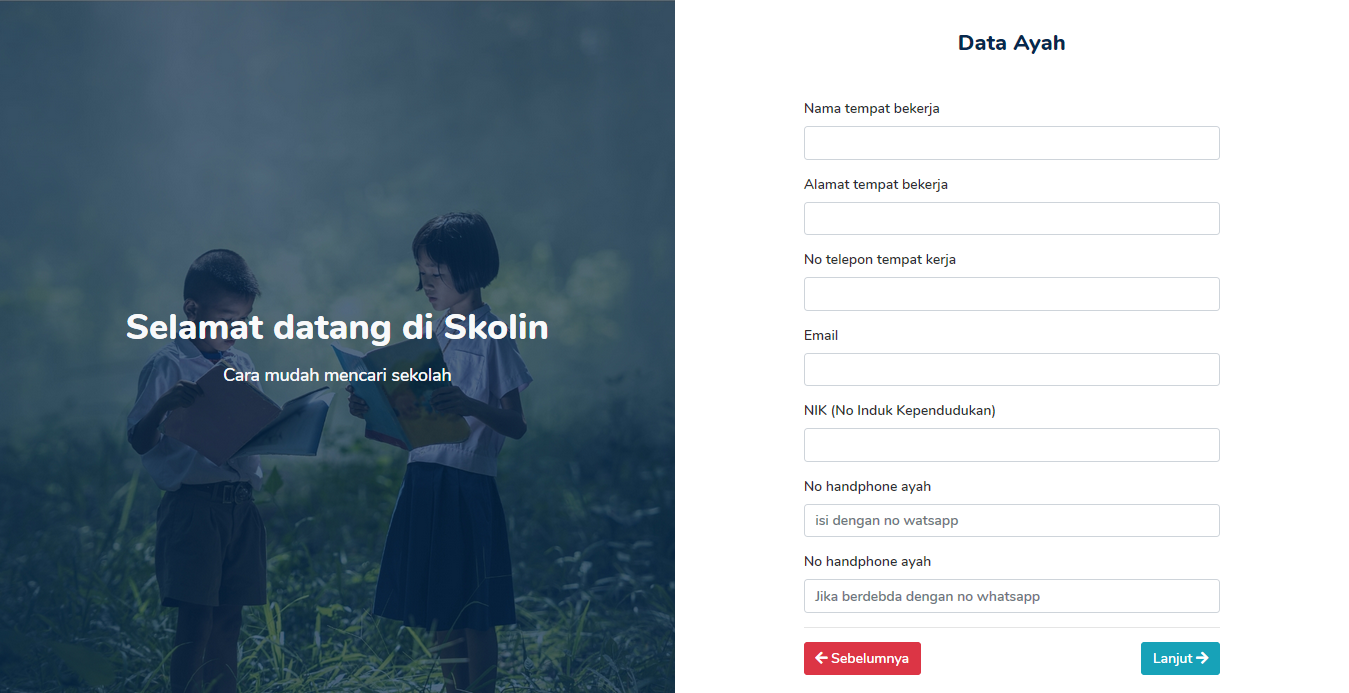 Selamat datang di Skolin
Cara mudah mencari sekolah
Data Ayah
Nama tempat bekerja
Alamat tempat bekerja
No telepon tempat kerja
Email
NIK (No Induk Kependudukan)
No handphone ayah
isi dengan no watsapp
No handphone ayah
Jika berdebda dengan no whatsapp
Sebelumnya
Lanjut